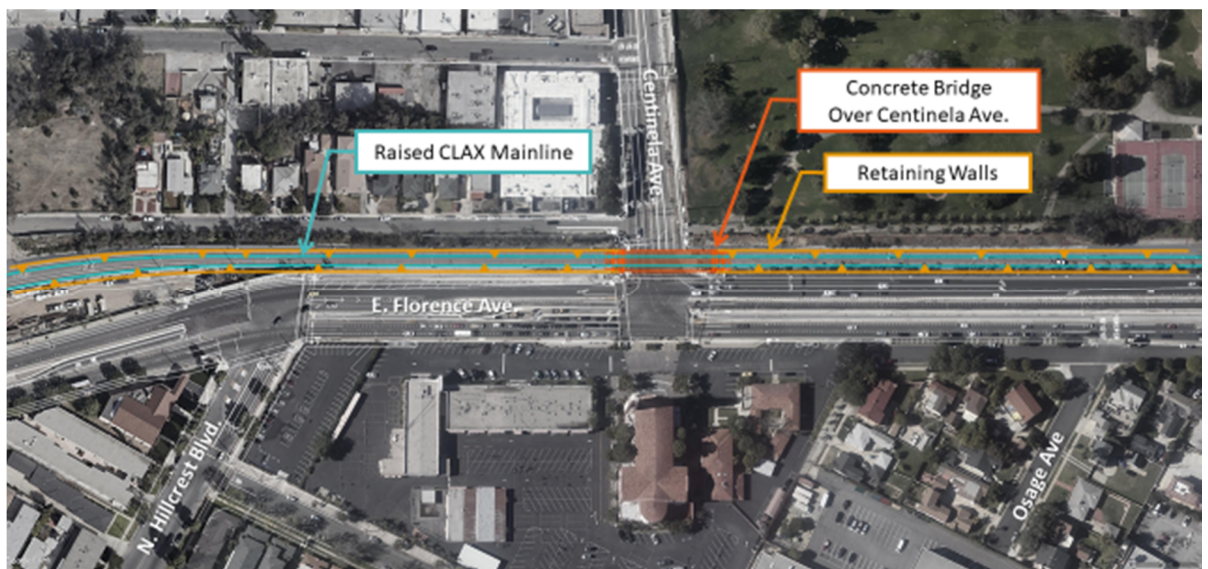 Centinela Ave.
Concrete Bridge
Over Centinela Ave.
Raised CLAX Mainline
Retaining Walls
E. Florence Ave.
N. Hillcrest Blvd.
Osage Ave